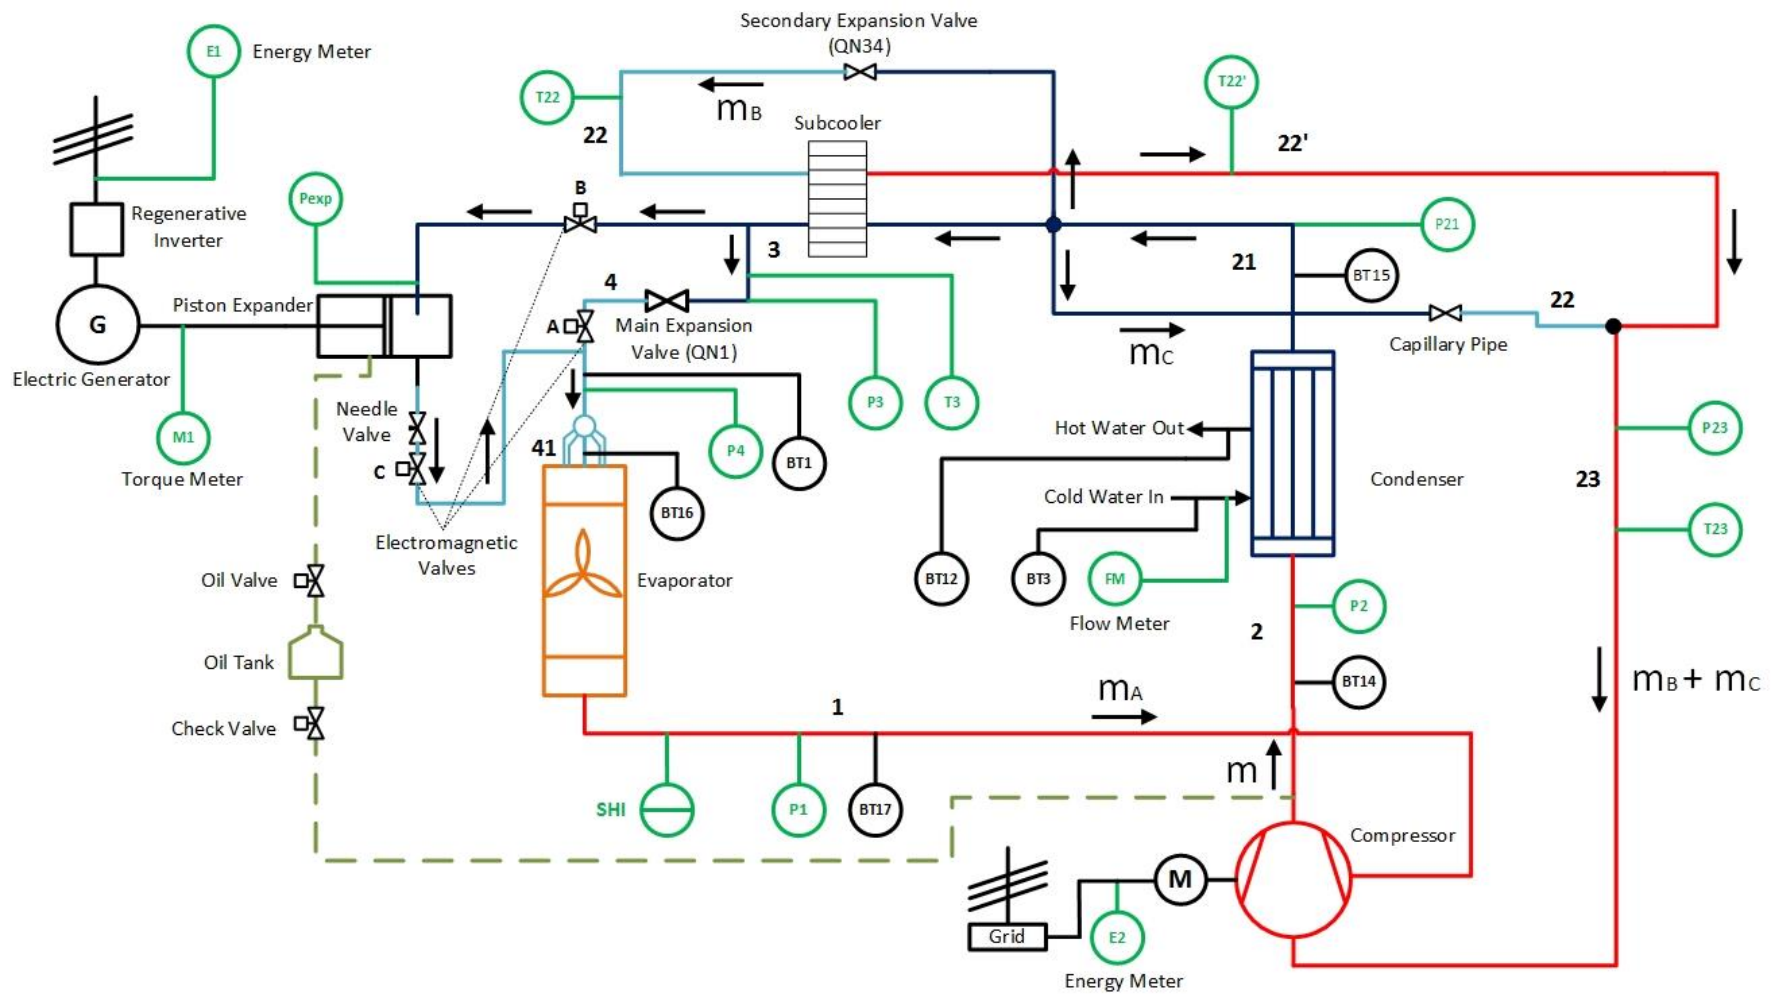 Secondary Expansion Valve
(QN34)
E1
Energy Meter
T22
mB
T22'
22
Subcooler
22'
Pexp
B
Regenerative
Inverter
P21
3
21
BT15
4
22
Piston Expander
G
A
Main Expansion
Valve (QN1)
mC
Capillary Pipe
Electric Generator
Needle
Valve
P3
T3
M1
Hot Water Out
P23
41
P4
BT1
C
Torque Meter
Condenser
23
Cold Water In
BT16
T23
Electromagnetic
Valves
Oil Valve
Evaporator
BT12
BT3
FM
Flow Meter
P2
2
Oil Tank
BT14
mB + mC
mA
1
Check Valve
m
SHI
P1
BT17
Compressor
M
Grid
E2
Energy Meter